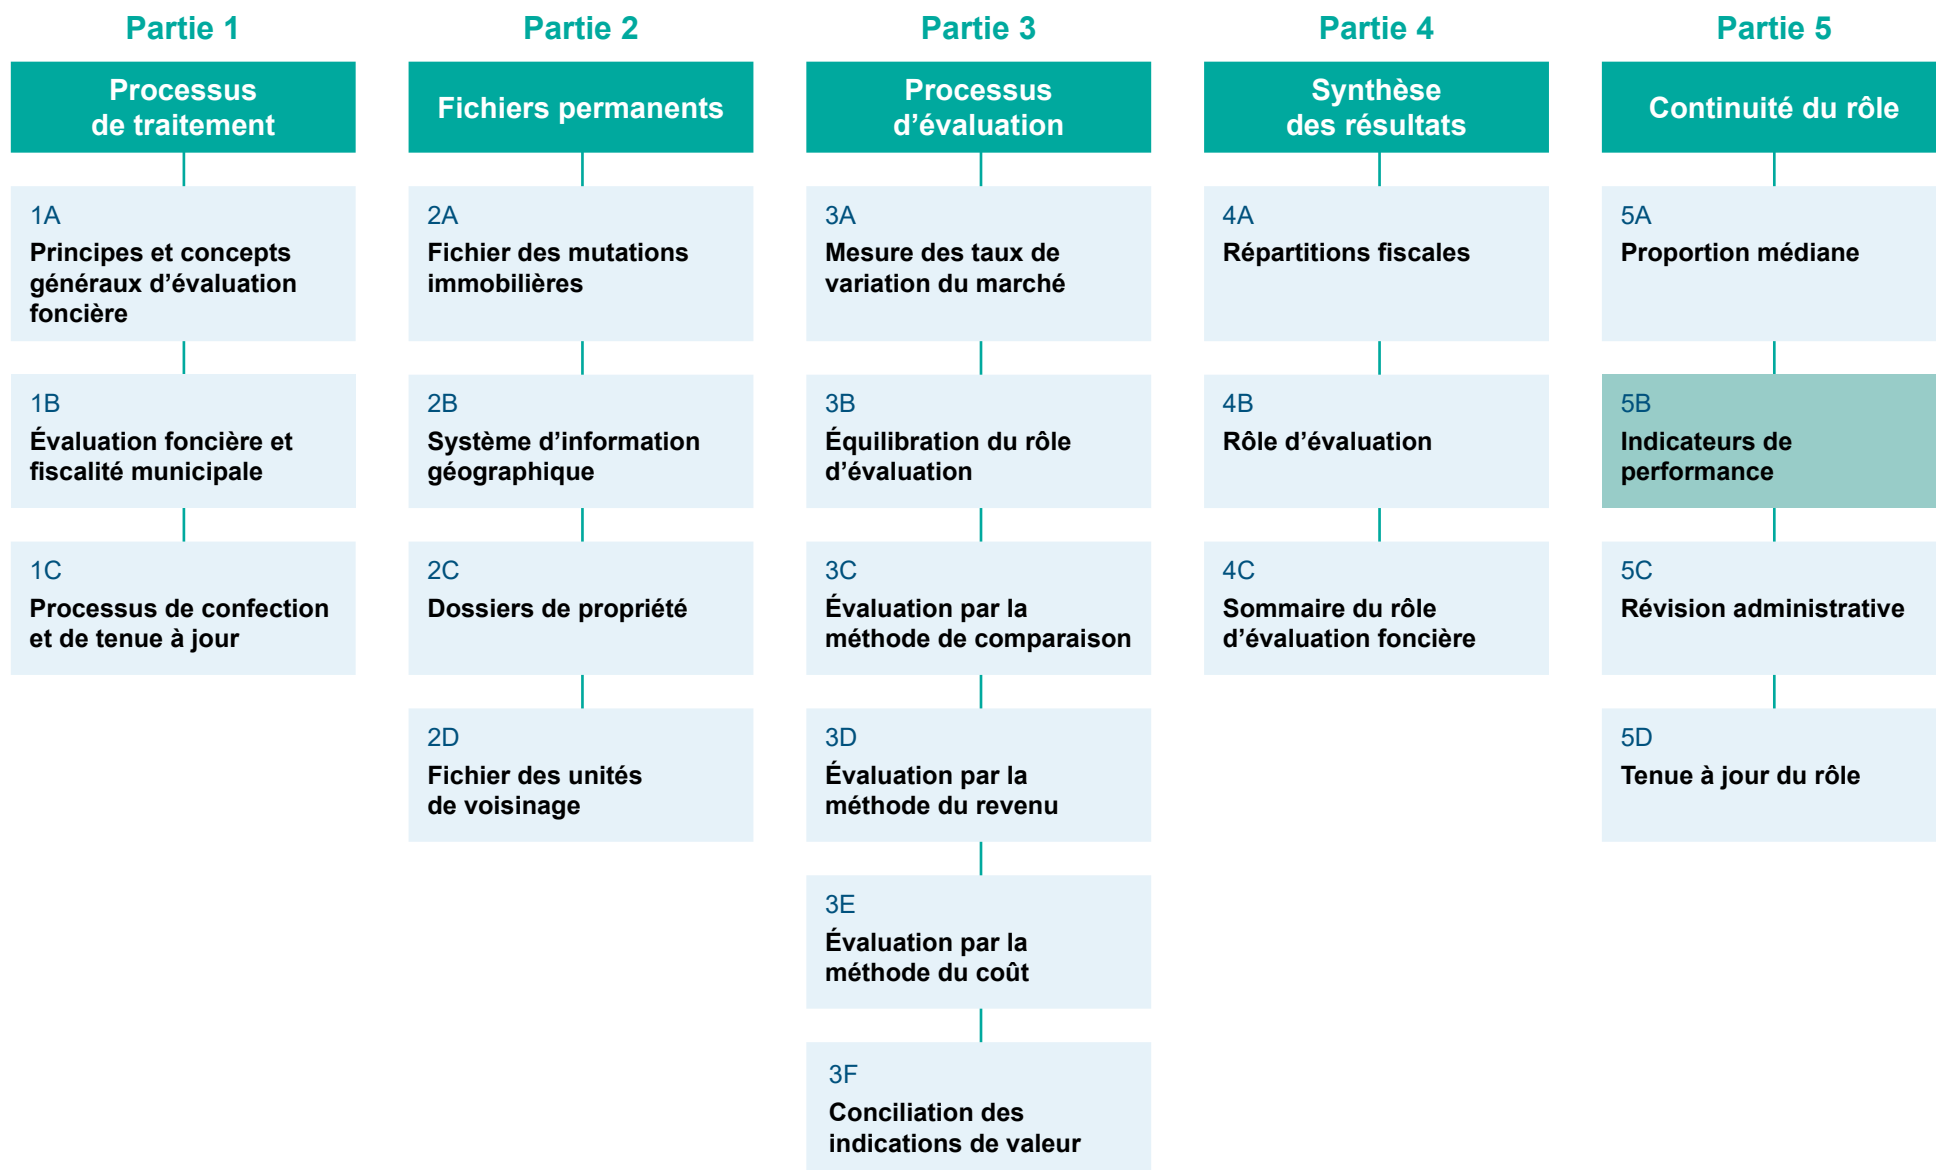 Partie 1
Processus
de traitement
1A
Principes et concepts
généraux d’évaluation
foncière
1B
Évaluation foncière et
fiscalité municipale
1C
Processus de confection
et de tenue à jour
Partie 2
Fichiers permanents
2A
Fichier des mutations
immobilières
2B
Système d’information
géographique
2C
Dossiers de propriété
2D
Fichier des unités
de voisinage
Partie 3
Processus
d’évaluation
3A
Mesure des taux de
variation du marché
3B
Équilibration du rôle
d’évaluation
3C
Évaluation par la
méthode de comparaison
3D
Évaluation par la
méthode du revenu
3E
Évaluation par la
méthode du coût
3F
Conciliation des
indications de valeur
Partie 4
Synthèse
des résultats
4A
Répartitions fiscales
4B
Rôle d’évaluation
4C
Sommaire du rôle
d’évaluation foncière
Partie 5
Continuité du rôle
5A
Proportion médiane
5B
Indicateurs de
performance
5C
Révision administrative
5D
Tenue à jour du rôle